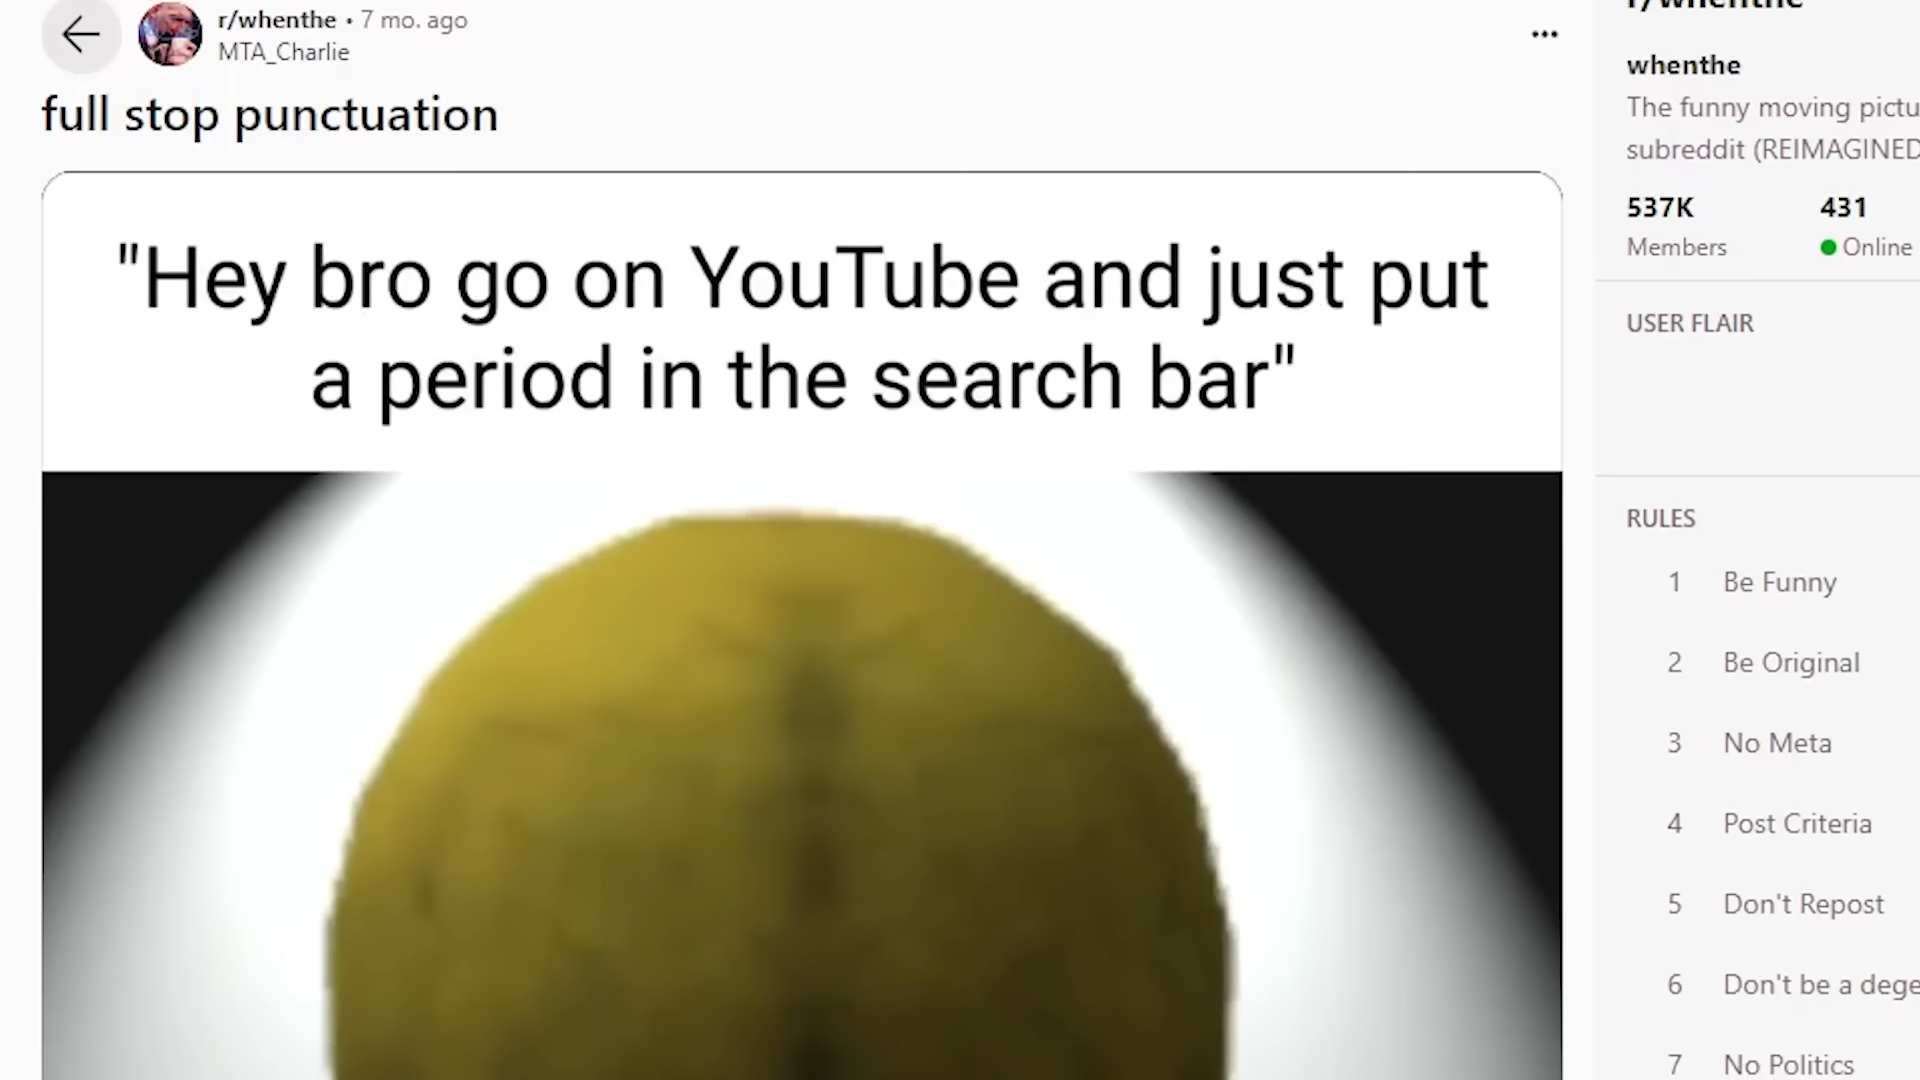 r/whenthe • 7 mo. ago
MTA_Charlie
full stop punctuation
"Hey bro go on YouTube and just put
a period in the search bar"
r/whenthe
whenthe
The funny moving pictu
subreddit (REIMAGINED
537K
431
Members
Online
USER FLAIR
RULES
1 Be Funny
2 Be Original
3 No Meta
4 Post Criteria
5 Don't Repost
6 Don't be a dege
7 No Politics